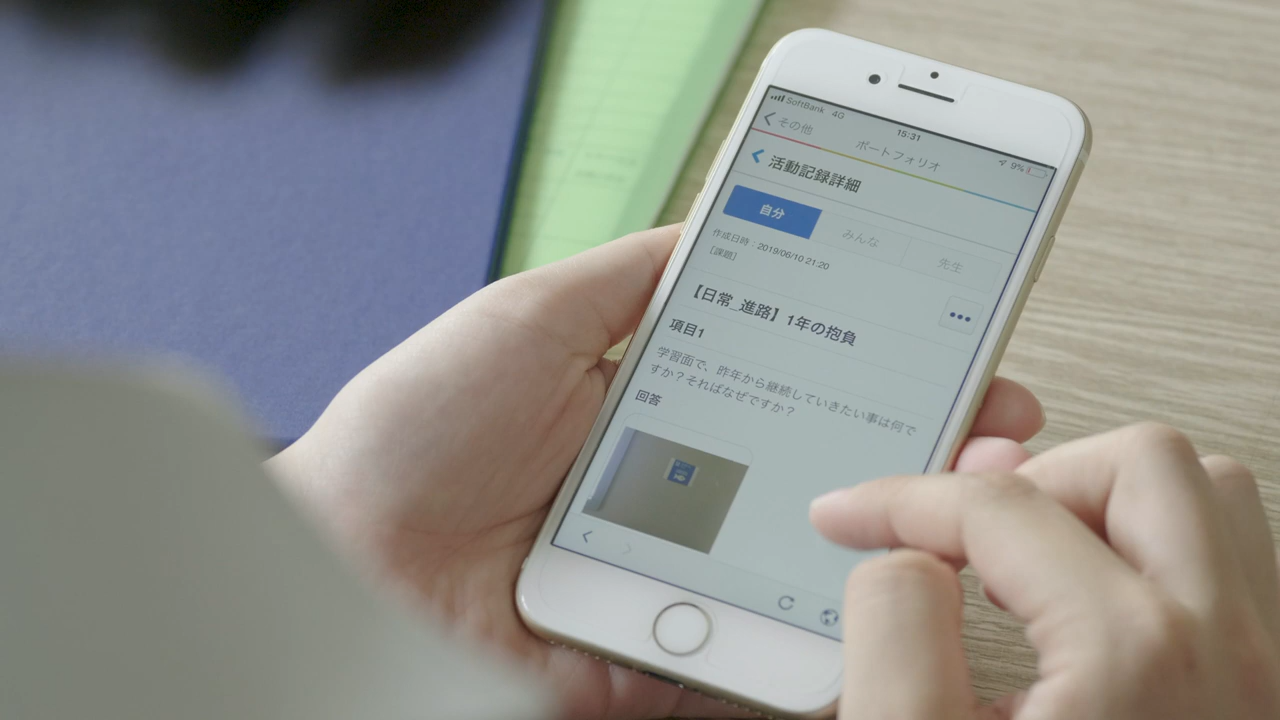 SoftBank 4G 15:31 9%
その他 ポートフォリオ
活動記録詳細
自分 みんな 先生
作成日時：2019/06/10 21:20
[課題]
【日常_進路】1年の抱負
項目1
学習面で、昨年から継続していきたい事は何で
すか？そればなぜですか？
回答